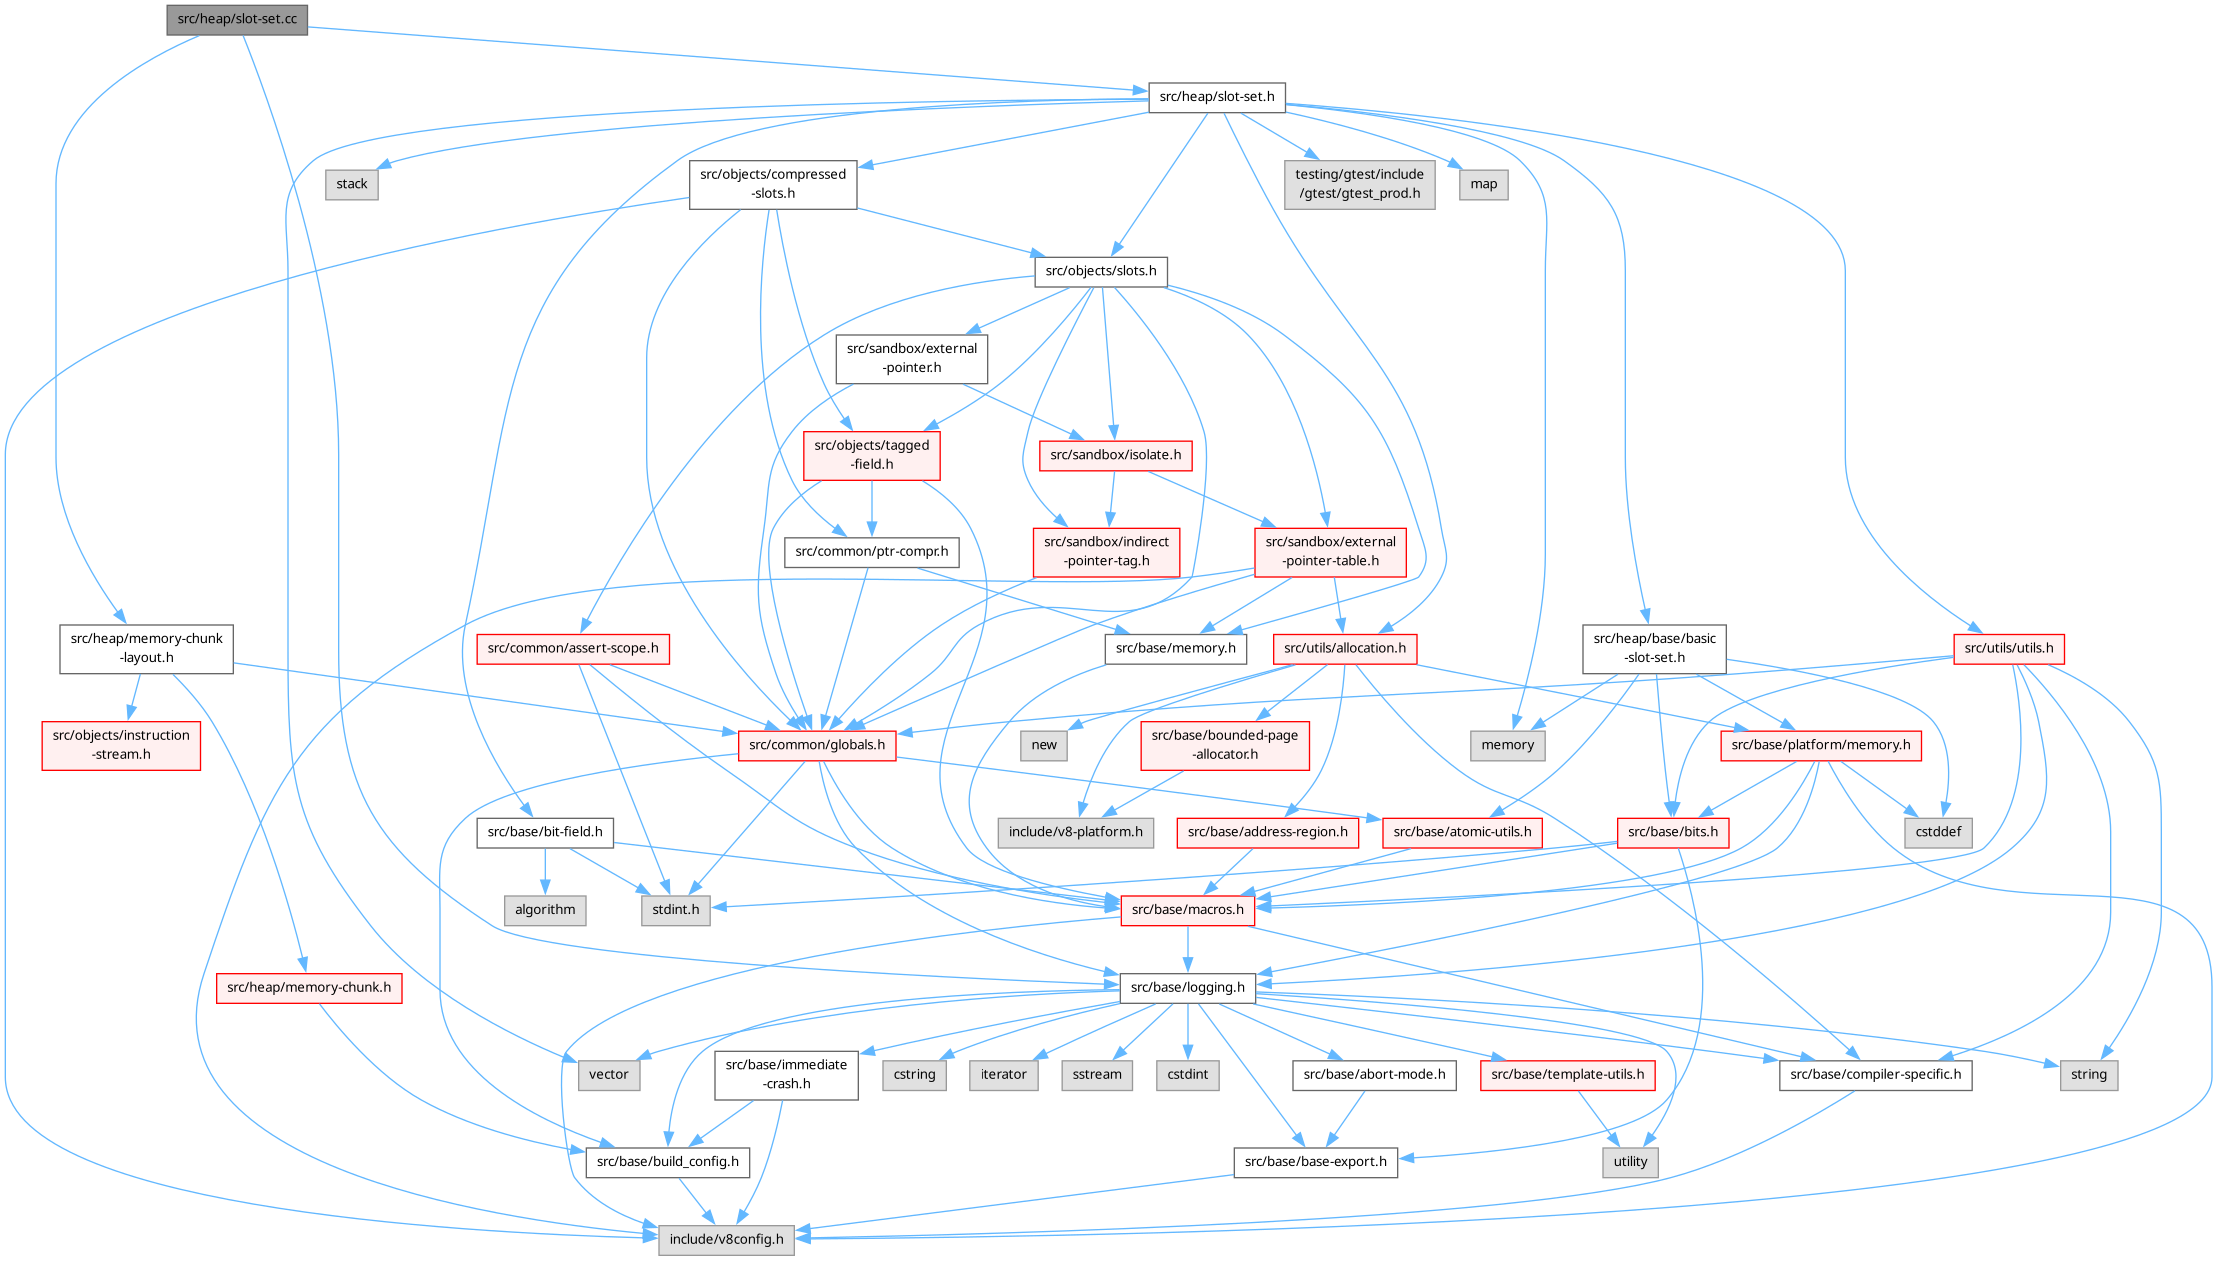 src/heap/slot-set.cc
src/heap/slot-set.h
stack
src/objects/compressed
-slots.h
testing/gtest/include
/gtest/gtest_prod.h
map
src/objects/slots.h
src/sandbox/external
-pointer.h
src/objects/tagged
-field.h
src/sandbox/isolate.h
src/common/ptr-compr.h
src/sandbox/indirect
-pointer-tag.h
src/sandbox/external
-pointer-table.h
src/heap/memory-chunk
-layout.h
src/common/assert-scope.h
src/base/memory.h
src/utils/allocation.h
src/heap/base/basic
-slot-set.h
src/utils/utils.h
src/objects/instruction
-stream.h
src/common/globals.h
new
src/base/bounded-page
-allocator.h
memory
src/base/platform/memory.h
src/base/bit-field.h
include/v8-platform.h
src/base/address-region.h
src/base/atomic-utils.h
src/base/bits.h
cstddef
algorithm
stdint.h
src/base/macros.h
src/heap/memory-chunk.h
src/base/logging.h
vector
src/base/immediate
-crash.h
cstring
iterator
sstream
cstdint
src/base/abort-mode.h
src/base/template-utils.h
src/base/compiler-specific.h
string
src/base/build_config.h
src/base/base-export.h
utility
include/v8config.h